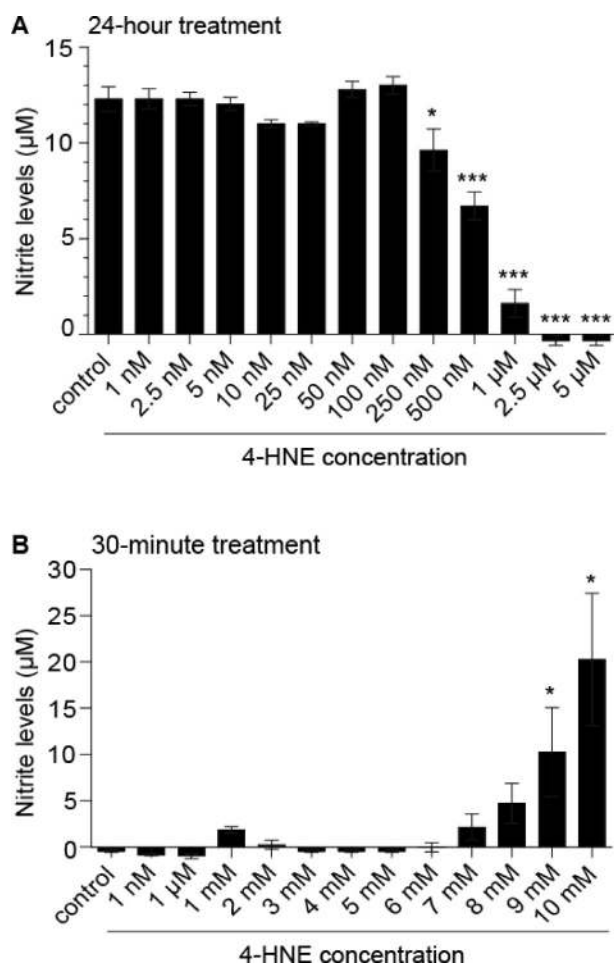 A 24-hour treatment
15
10
5
0
Nitrite levels (µM)
* *** *** *** ***
control 1 nM 2.5 nM 5 nM 10 nM 25 nM 50 nM 100 nM 250 nM 500 nM 1 µM 2.5 µM 5 µM
4-HNE concentration
B 30-minute treatment
30
25
20
15
10
5
0
Nitrite levels (µM)
* *
control 1 nM 1 µM 1 mM 2 mM 3 mM 4 mM 5 mM 6 mM 7 mM 8 mM 9 mM 10 mM
4-HNE concentration